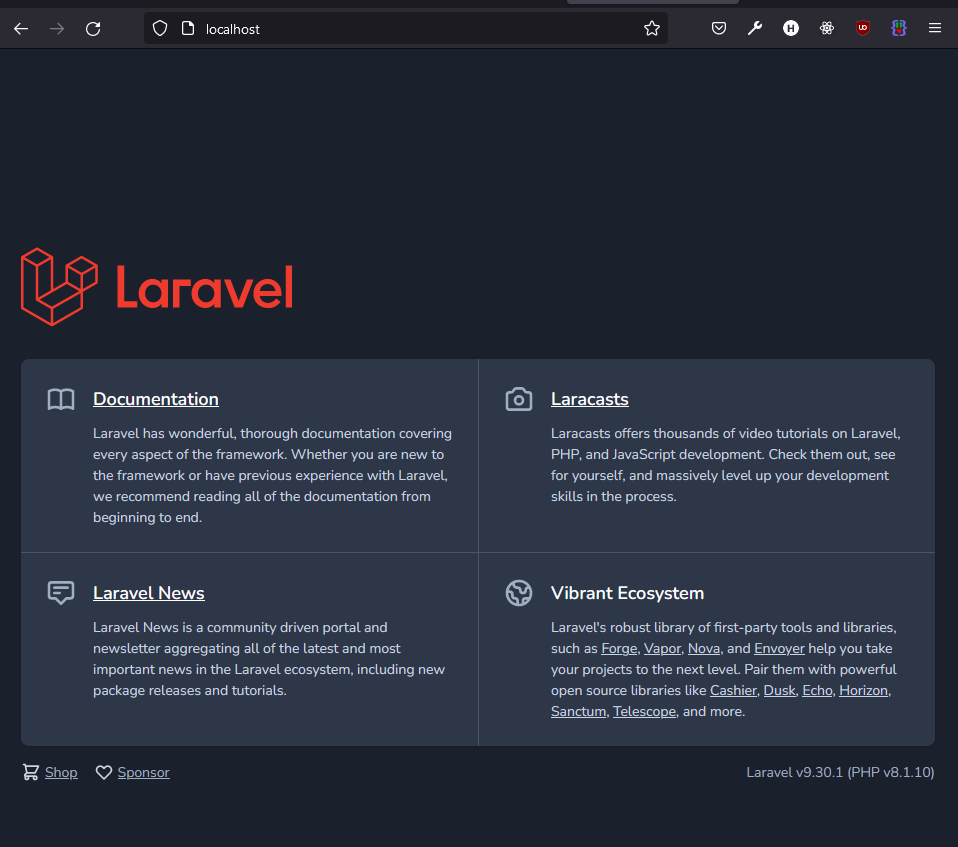 localhost
H
Laravel
Documentation
Laravel has wonderful, thorough documentation covering
every aspect of the framework. Whether you are new to
the framework or have previous experience with Laravel,
we recommend reading all of the documentation from
beginning to end.
Laracasts
Laracasts offers thousands of video tutorials on Laravel,
PHP, and JavaScript development. Check them out, see
for yourself, and massively level up your development
skills in the process.
Laravel News
Laravel News is a community driven portal and
newsletter aggregating all of the latest and most
important news in the Laravel ecosystem, including new
package releases and tutorials.
Vibrant Ecosystem
Laravel's robust library of first-party tools and libraries,
such as Forge, Vapor, Nova, and Envoyer help you take
your projects to the next level. Pair them with powerful
open source libraries like Cashier, Dusk, Echo, Horizon,
Sanctum, Telescope, and more.
Shop Sponsor
Laravel v9.30.1 (PHP v8.1.10)